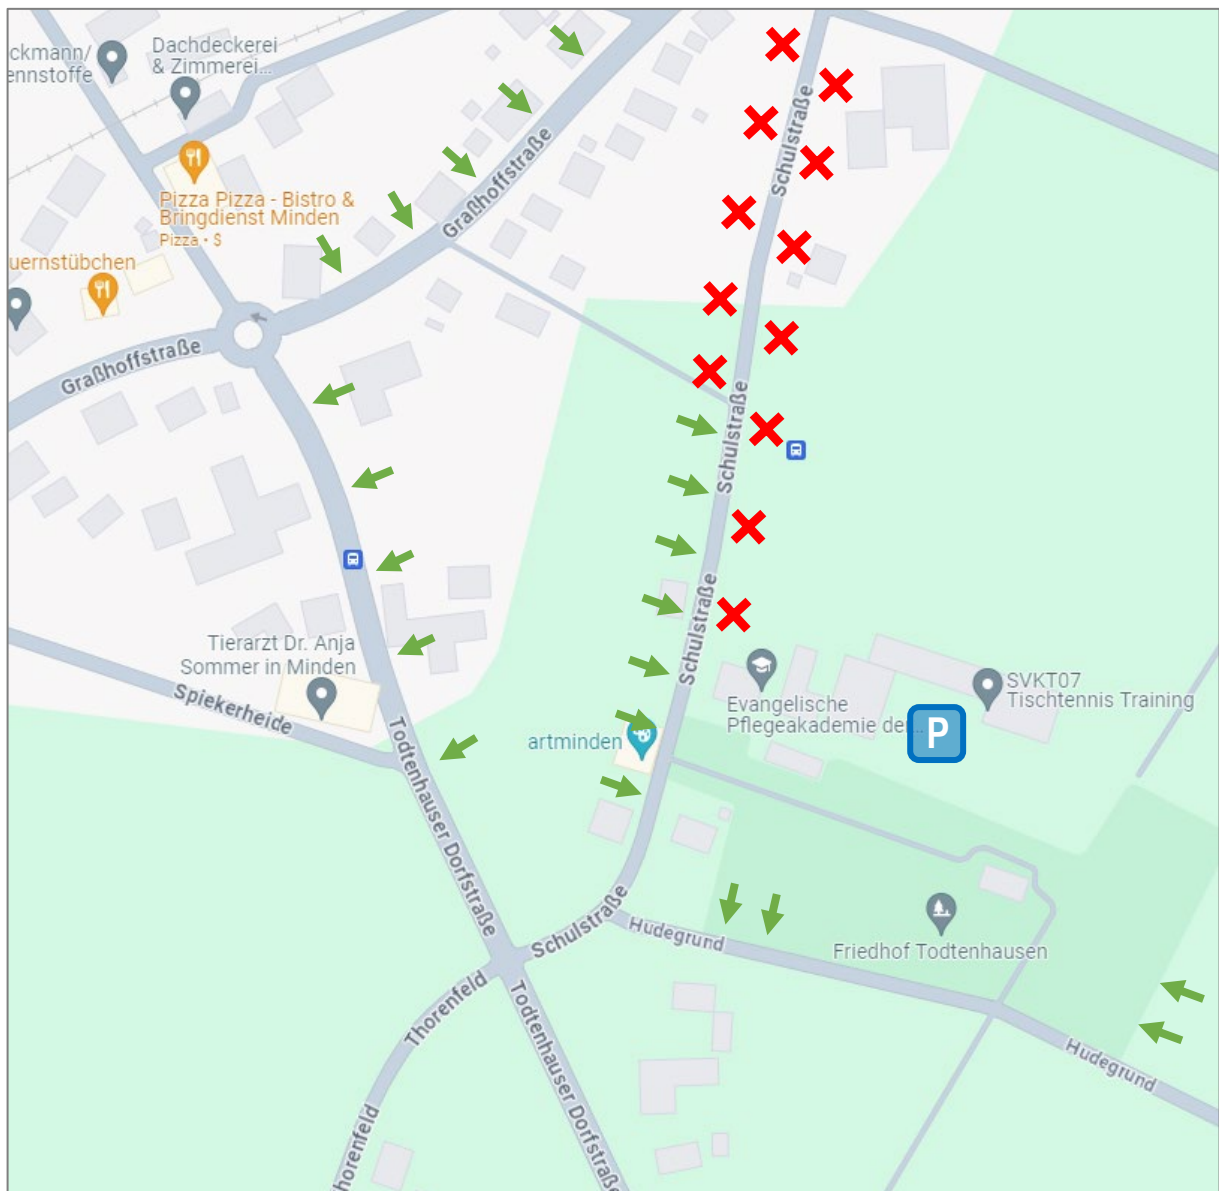 ckmann/
ennstoffe
Dachdeckerei
& Zimmerei...
Pizza Pizza - Bistro &
Bringdienst Minden
Pizza • $
uernstübchen
Graßhoffstraße
Graßhoffstraße
Schulstraße
Schulstraße
Schulstraße
Tierarzt Dr. Anja
Sommer in Minden
Spiekerheide
Todtenhauser Dorfstraße
artminden
Evangelische
Pflegeakademie de
SVKT07
Tischtennis Training
P
Friedhof Todtenhausen
Schulstraße
Hudegrund
Thorenfeld
Todtenhauser Dorfstraße
Hudegrund
horenfeld